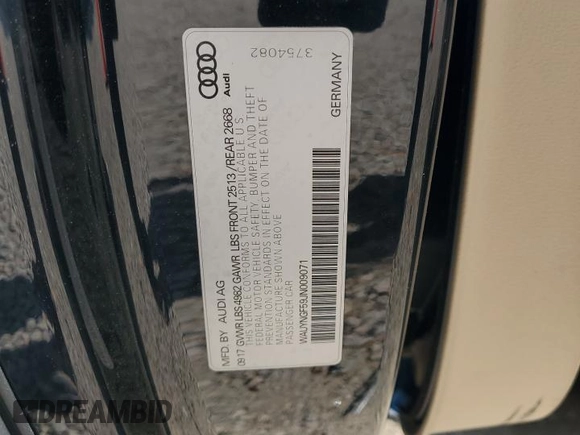 MFD. BY AUDI AG
0917 GVWR LBS 4982 GAWR LBS FRONT 2513 / REAR 2668
THIS VEHICLE CONFORMS TO ALL APPLICABLE U S
FEDERAL MOTOR VEHICLE SAFETY, BUMPER AND THEFT
PREVENTION STANDARDS IN EFFECT ON THE DATE OF
MANUFACTURE SHOWN ABOVE
PASSENGER CAR
WAUYNGF59JN009071
GERMANY
Audi
3754082
DREAMBID